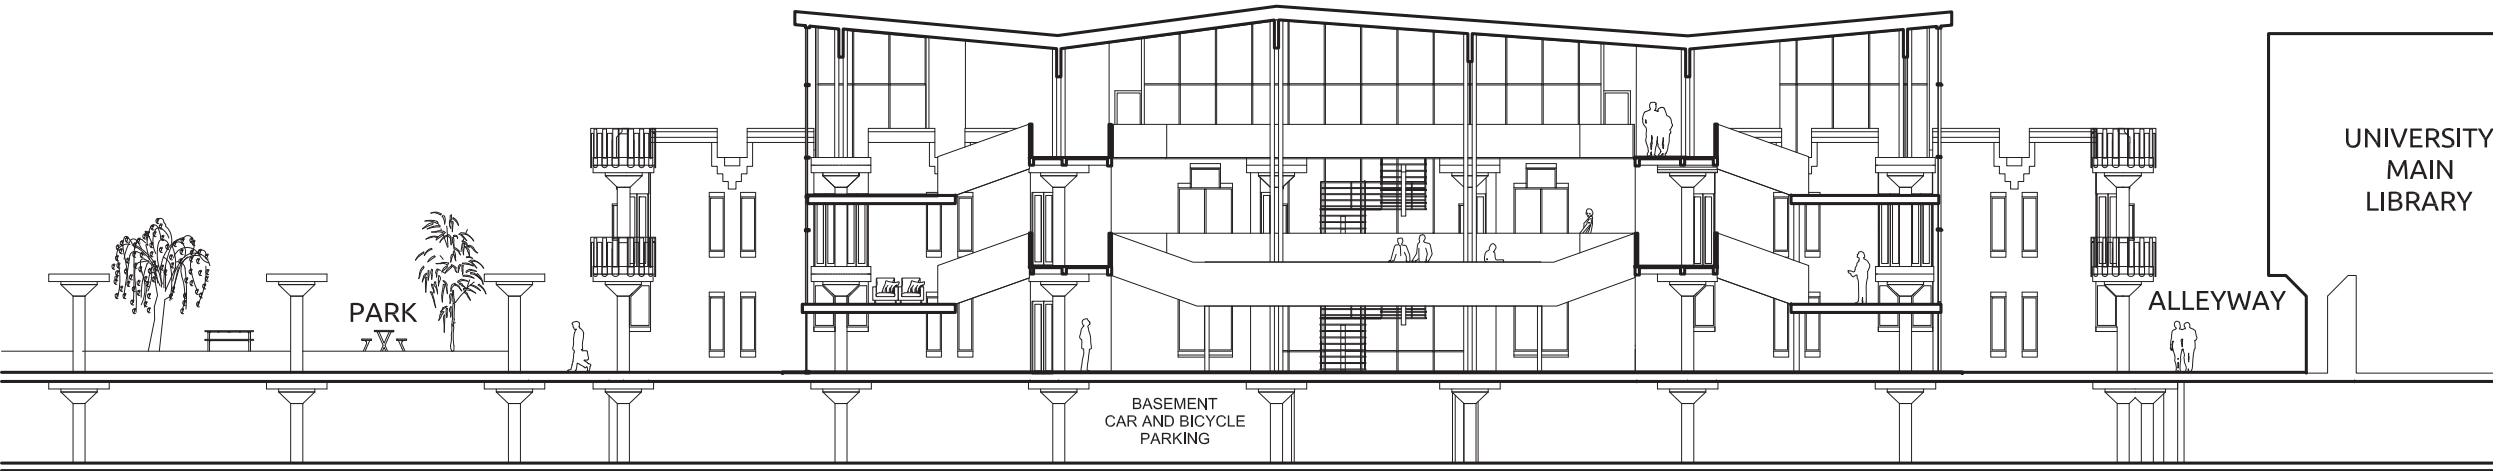 UNIVERSITY
MAIN
LIBRARY
PARK
ALLEYWAY
BASEMENT
CAR AND BICYCLE
PARKING